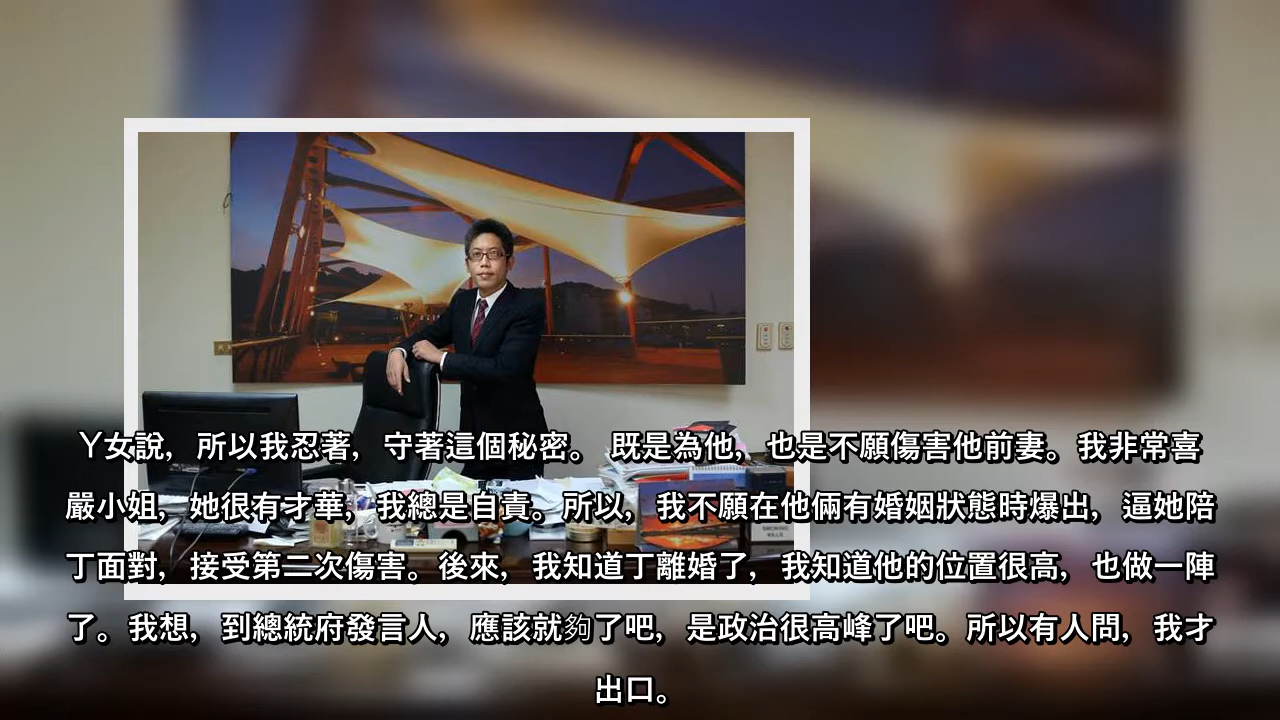 丫女說，所以我忍著，守著這個秘密。 既是為他，也是不願傷害他前妻。我非常喜
嚴小姐，她很有才華，我總是自責。所以，我不願在他倆有婚姻狀態時爆出，逼她陪
丁面對，接受第二次傷害。後來，我知道丁離婚了，我知道他的位置很高，也做一陣
了。我想，到總統府發言人，應該就夠了吧，是政治很高峰了吧。所以有人問，我才
出口。